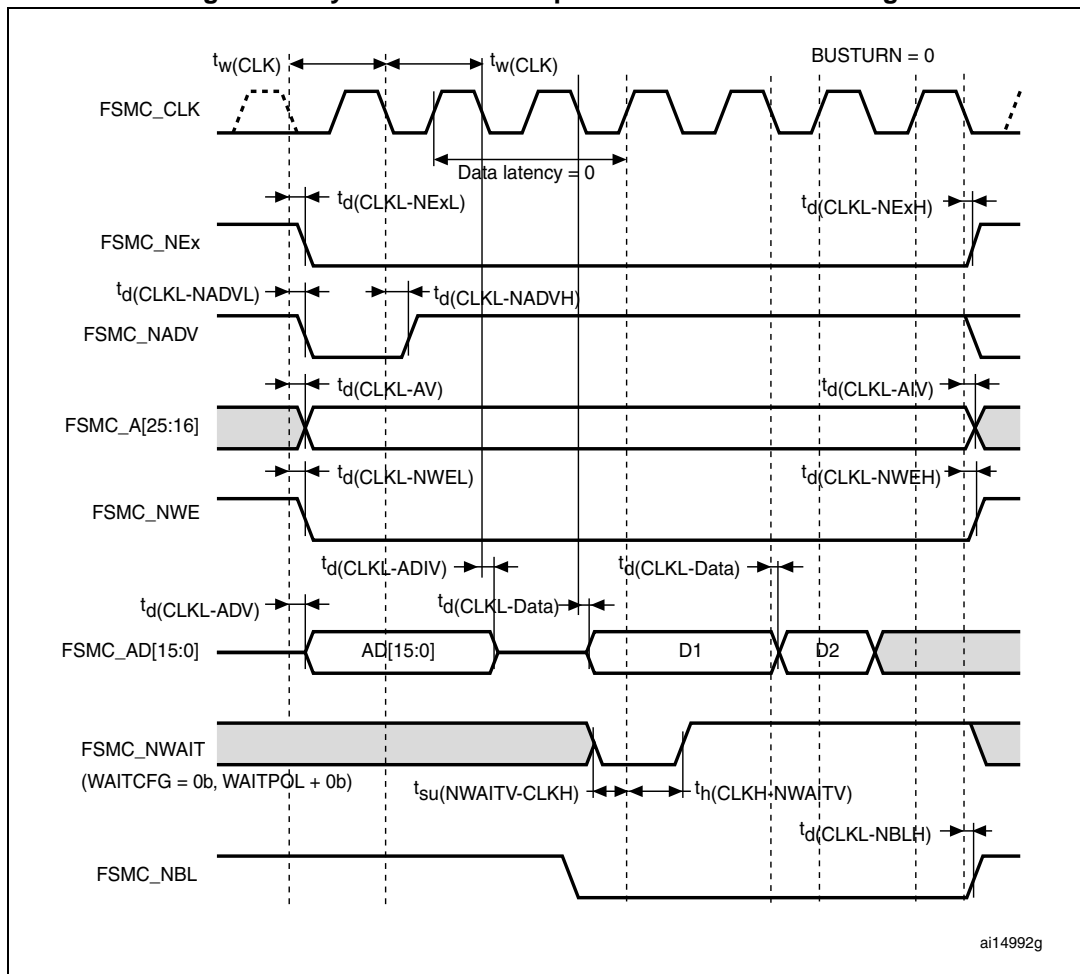 tw(CLK)
tw(CLK)
BUSTURN = 0
FSMC_CLK
Data latency = 0
td(CLKL-NExL)
td(CLKL-NExH)
FSMC_NEx
td(CLKL-NADVL)
td(CLKL-NADVH)
FSMC_NADV
td(CLKL-AV)
td(CLKL-AIV)
FSMC_A[25:16]
td(CLKL-NWEL)
td(CLKL-NWEH)
FSMC_NWE
td(CLKL-ADIV)
td(CLKL-Data)
td(CLKL-ADV)
td(CLKL-Data)
FSMC_AD[15:0]
AD[15:0]
D1
D2
FSMC_NWAIT
(WAITCFG = 0b, WAITPOL + 0b)
tsu(NWAITV-CLKH)
th(CLKH-NWAITV)
td(CLKL-NBLH)
FSMC_NBL
ai14992g